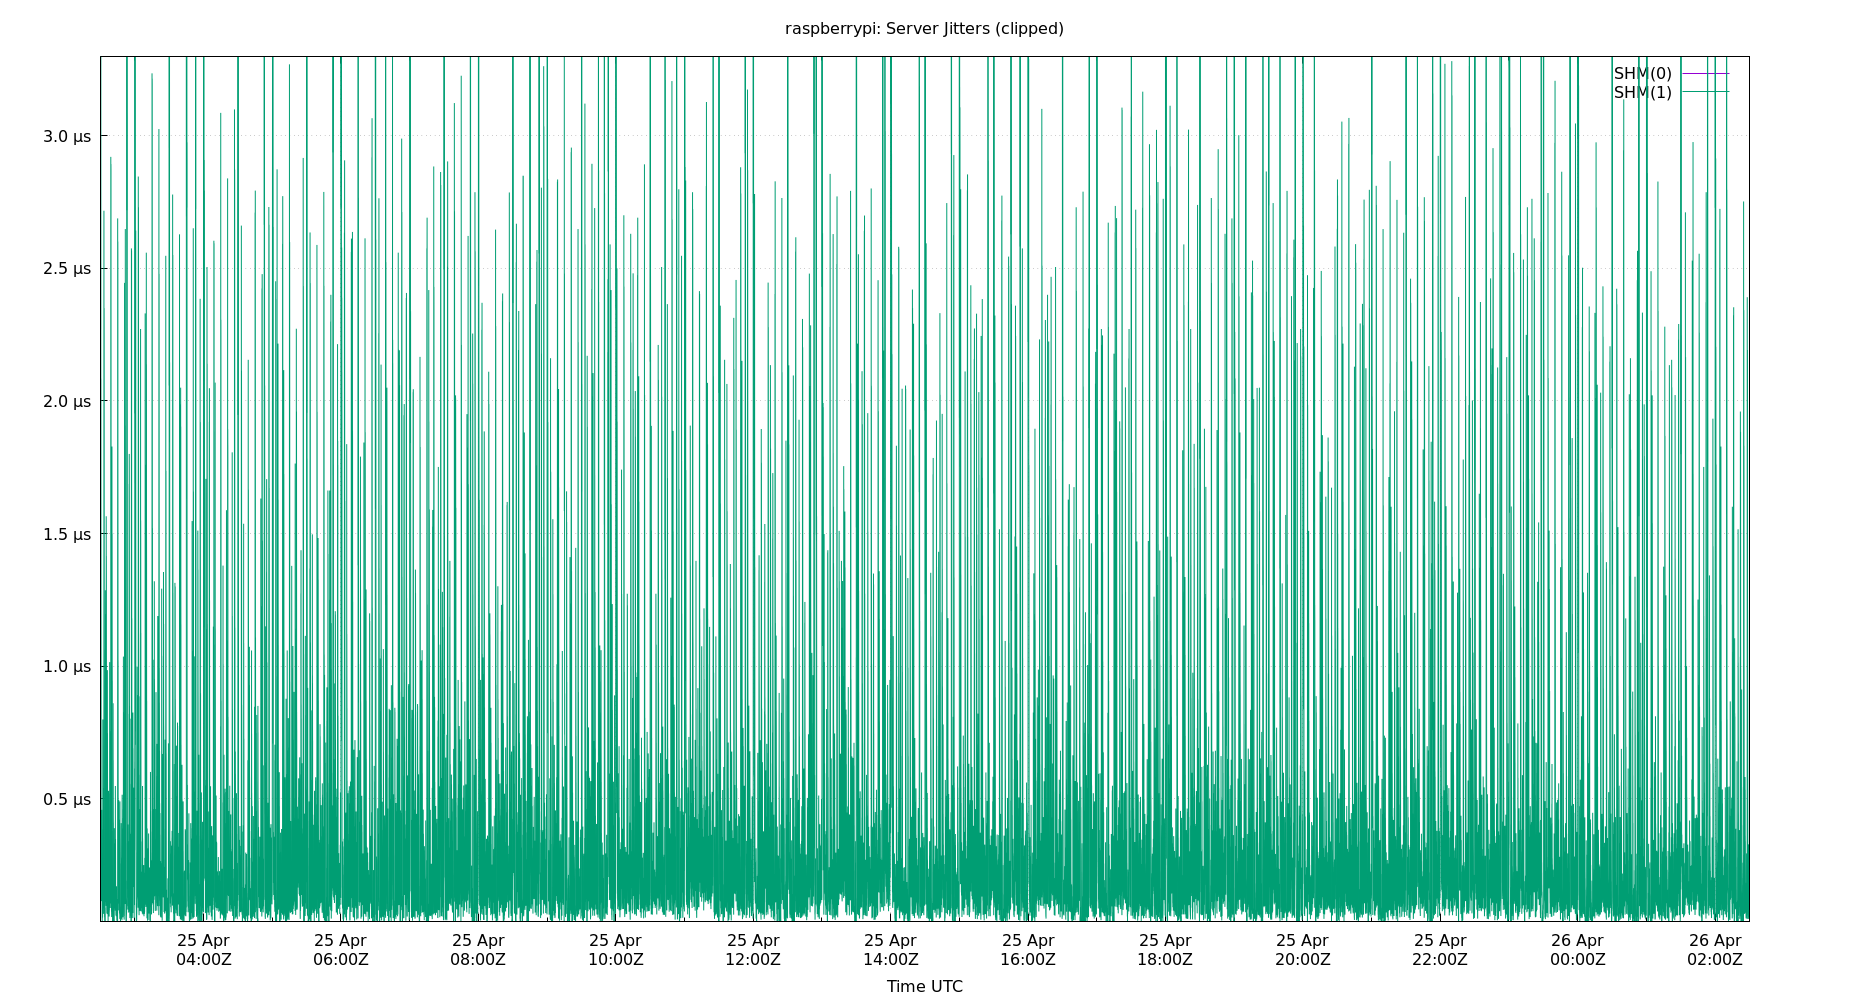 raspberrypi: Server Jitters (clipped)
SHM(0)
SHM(1)
3.0 µs
2.5 µs
2.0 µs
1.5 µs
1.0 µs
0.5 µs
25 Apr 25 Apr 25 Apr 25 Apr 25 Apr 25 Apr 25 Apr 25 Apr 25 Apr 25 Apr 26 Apr 26 Apr
04:00Z 06:00Z 08:00Z 10:00Z 12:00Z 14:00Z 16:00Z 18:00Z 20:00Z 22:00Z 00:00Z 02:00Z
Time UTC